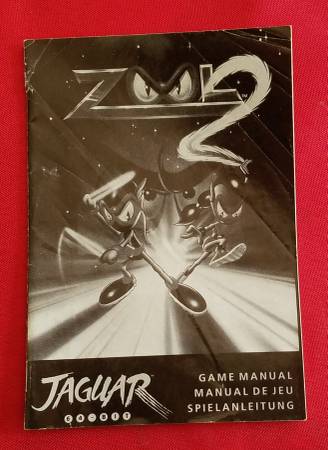 ZOOL
2
JAGUAR
64-BIT
GAME MANUAL
MANUAL DE JEU
SPIELANLEITUNG